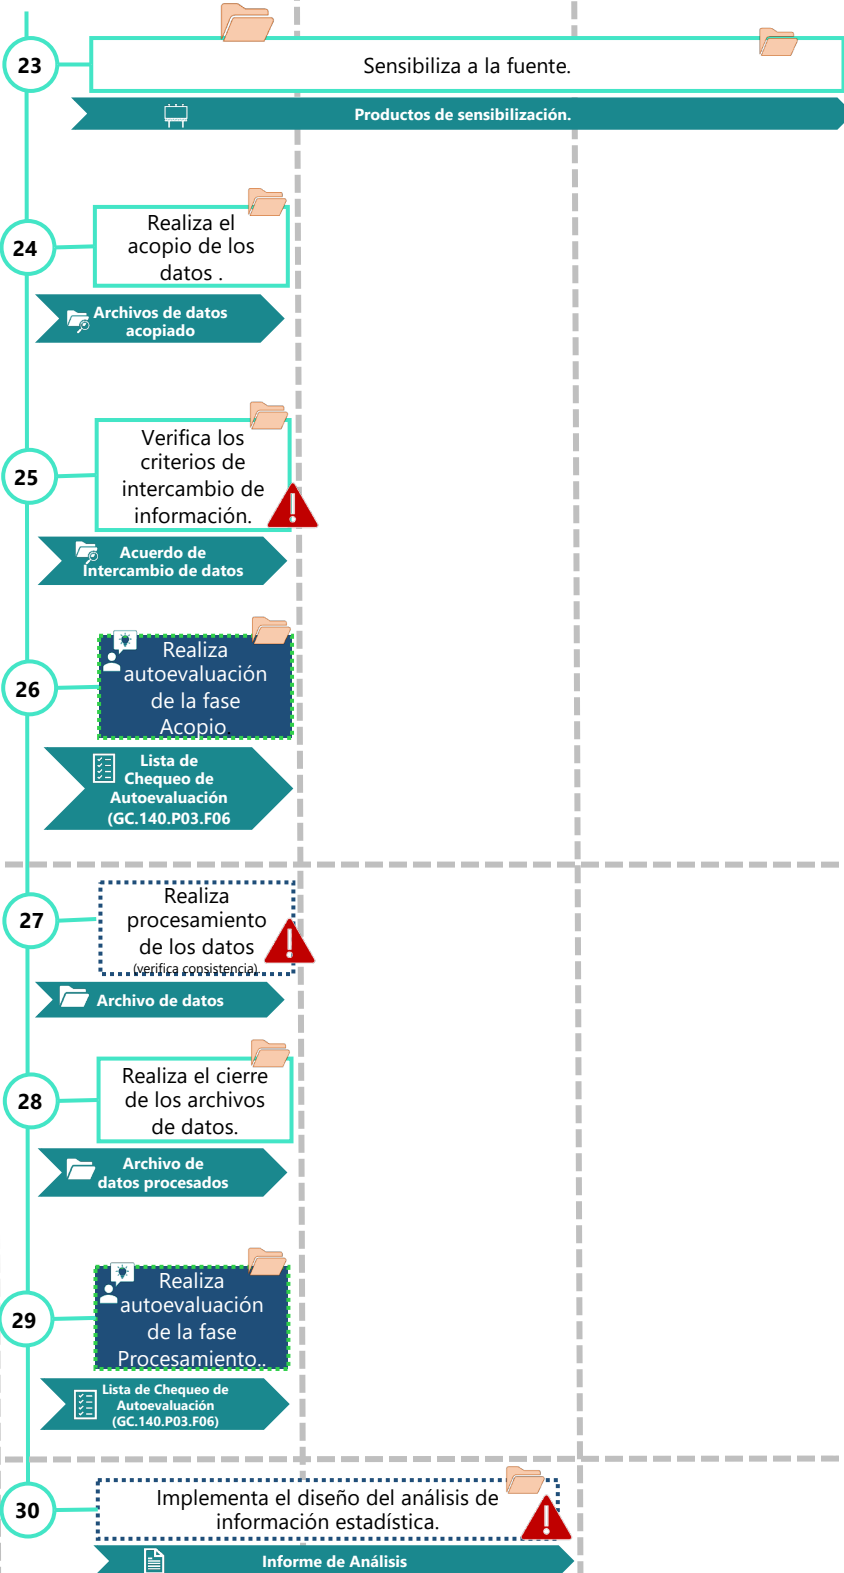 23
Sensibiliza a la fuente.
Productos de sensibilización.
24
Realiza el
acopio de los
datos .
Archivos de datos
acopiado
25
Verifica los
criterios de
intercambio de
información.
Acuerdo de
Intercambio de datos
26
Realiza
autoevaluación
de la fase
Acopio.
Lista de
Chequeo de
Autoevaluación
(GC.140.P03.F06
27
Realiza
procesamiento
de los datos
(verifica consistencia)
Archivo de datos
28
Realiza el cierre
de los archivos
de datos.
Archivo de
datos procesados
29
Realiza
autoevaluación
de la fase
Procesamiento..
Lista de Chequeo de
Autoevaluación
(GC.140.P03.F06)
30
Implementa el diseño del análisis de
información estadística.
Informe de Análisis